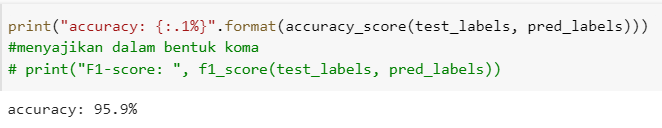 print("accuracy: {:.1%}".format(accuracy_score(test_labels, pred_labels)))
#menyajikan dalam bentuk koma
# print("F1-score: ", f1_score(test_labels, pred_labels))
accuracy: 95.9%